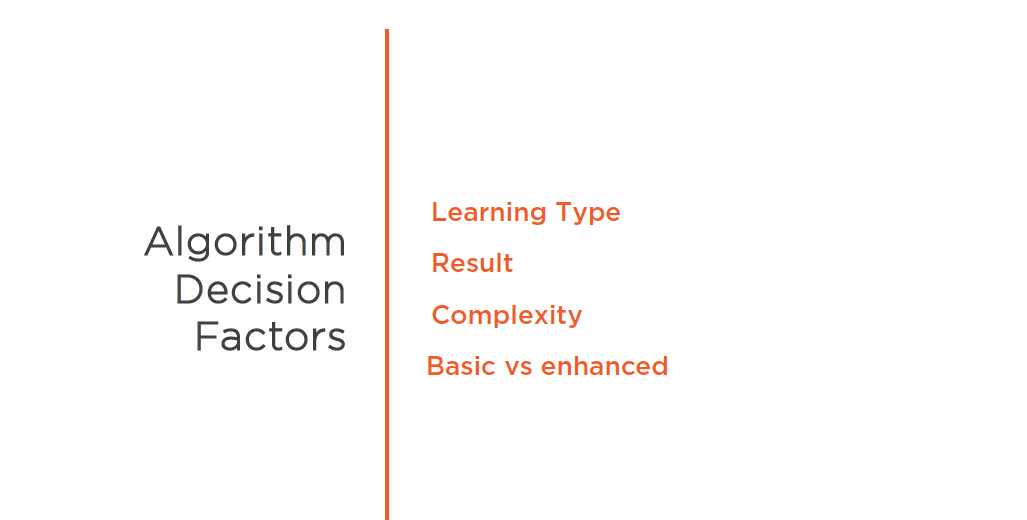 Algorithm
Decision
Factors
Learning Type
Result
Complexity
Basic vs enhanced